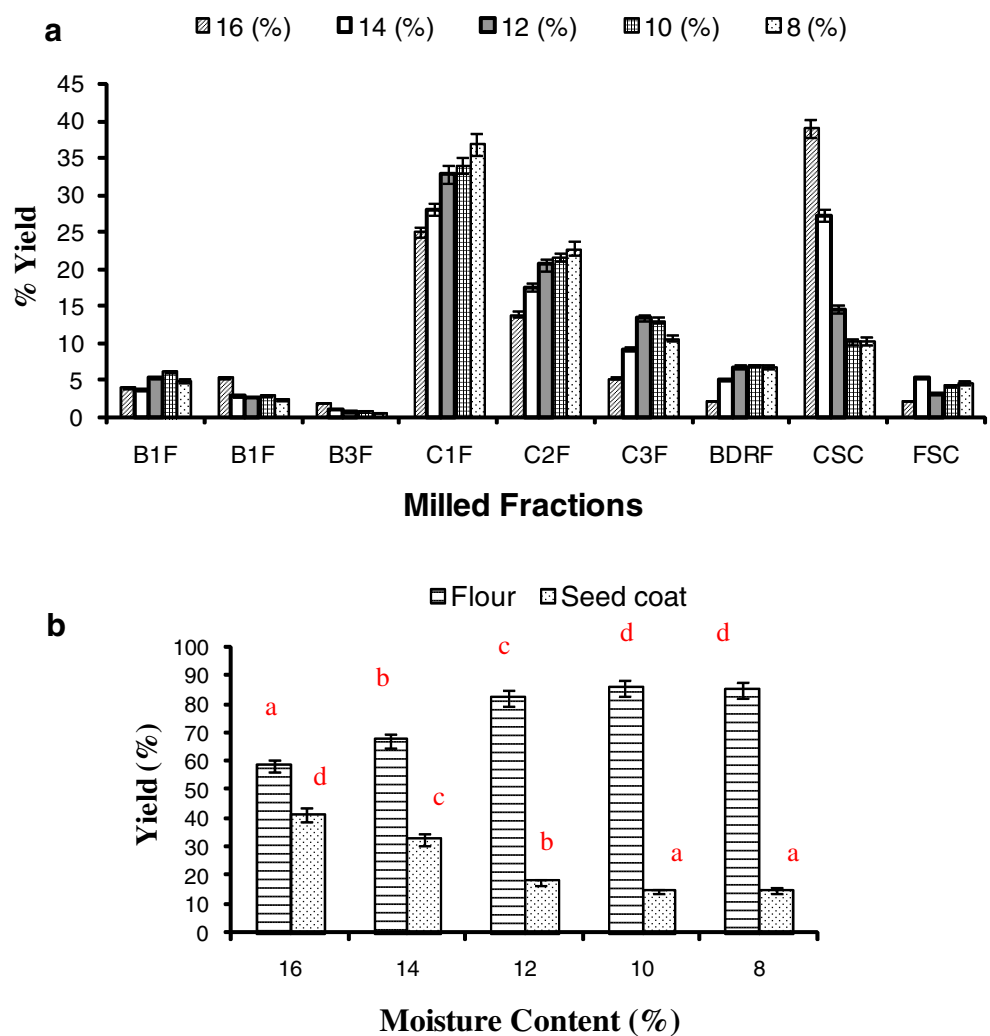 a
16 (%) 14 (%) 12 (%) 10 (%) 8 (%)
45
40
35
30
25
20
15
10
5
0
% Yield
B1F B1F B3F C1F C2F C3F BDRF CSC FSC
Milled Fractions
Flour Seed coat
b
100
90
80
70
60
50
40
30
20
10
0
Yield (%)
a d b c c b d a d a
16 14 12 10 8
Moisture Content (%)